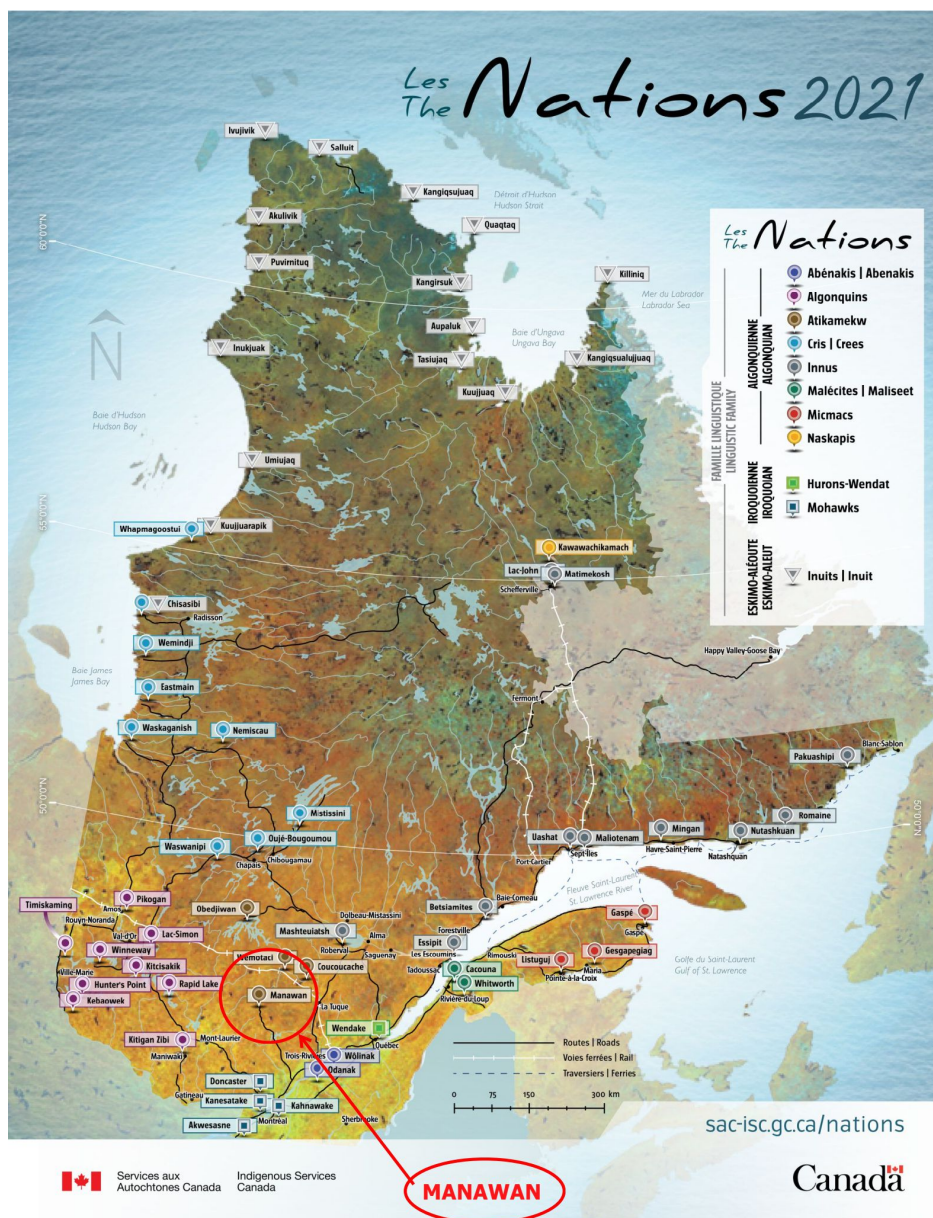 Les
The Nations 2021
Ivujivik
Salluit
Kangiqsujuaq
Détroit d'Hudson
Hudson Strait
Akulivik
Quaqtaq
60°0'0"N
Puvirnituq
Kangirsuk
Killiniq
Mer du Labrador
Labrador Sea
Aupaluk
Baie d'Ungava
Ungava Bay
N
Inukjuak
Tasiujaq
Kangiqsualujjuaq
Kuujjuaq
Baie d'Hudson
Hudson Bay
Umiujaq
55°0'0"N
Whapmagoostui
Kuujjuarapik
Kawawachikamach
Lac-John
Matimekosh
Schefferville
Chisasibi
Radisson
Wemindji
Happy Valley-Goose Bay
Baie James
James Bay
Eastmain
Fermont
Waskaganish
Nemiscau
Blanc-Sablon
Pakuashipi
50°0'0"N
Mistissini
Romaine
50°0'0"N
Oujé-Bougoumou
Uashat
Maliotenam
Mingan
Nutashkuan
Waswanipi
Chibougamau
Chapais
Sept-Îles
Havre-Saint-Pierre
Natashquan
Port-Cartier
Fleuve Saint-Laurent
St. Lawrence River
Pikogan
Timiskaming
Amos
Obedjiwan
Betsiamites
Baie-Comeau
Gaspé
Rouyn-Noranda
Dolbeau-Mistassini
Val-d'Or
Lac-Simon
Mashteuiatsh
Alma
Forestville
Gaspé
Winneway
Roberval
Saguenay
Essipit
Les Escoumins
Rimouski
Gesgapegiag
Wemotaci
Listuguj
Golfe du Saint-Laurent
Gulf of St. Lawrence
Kitcisakik
Coucoucache
Tadoussac
Cacouna
Maria
Pointe-à-la-Croix
Ville-Marie
Hunter's Point
Rapid Lake
Whitworth
Manawan
Rivière-du-Loup
Kebaowek
La Tuque
Wendake
Kitigan Zibi
Mont-Laurier
Québec
Maniwaki
Trois-Rivières
Wôlinak
Odanak
Doncaster
Gatineau
Kanesatake
Kahnawake
Montréal
Sherbrooke
Akwesasne
Les
The Nations
FAMILLE LINGUISTIQUE
LINGUISTIC FAMILY
ALGONQUIENNE
ALGONQUIAN
Abénakis | Abenakis
Algonquins
Atikamekw
Cris | Crees
Innus
Malécites | Maliseet
Micmacs
Naskapis
IROQUOIENNE
IROQUOIAN
Hurons-Wendat
Mohawks
ESKIMO-ALÉOUTE
ESKIMO-ALEUT
Inuits | Inuit
Routes | Roads
Voies ferrées | Rail
Traversiers | Ferries
0 75 150 300 km
sac-isc.gc.ca/nations
Services aux
Autochtones Canada
Indigenous Services
Canada
MANAWAN
Canada